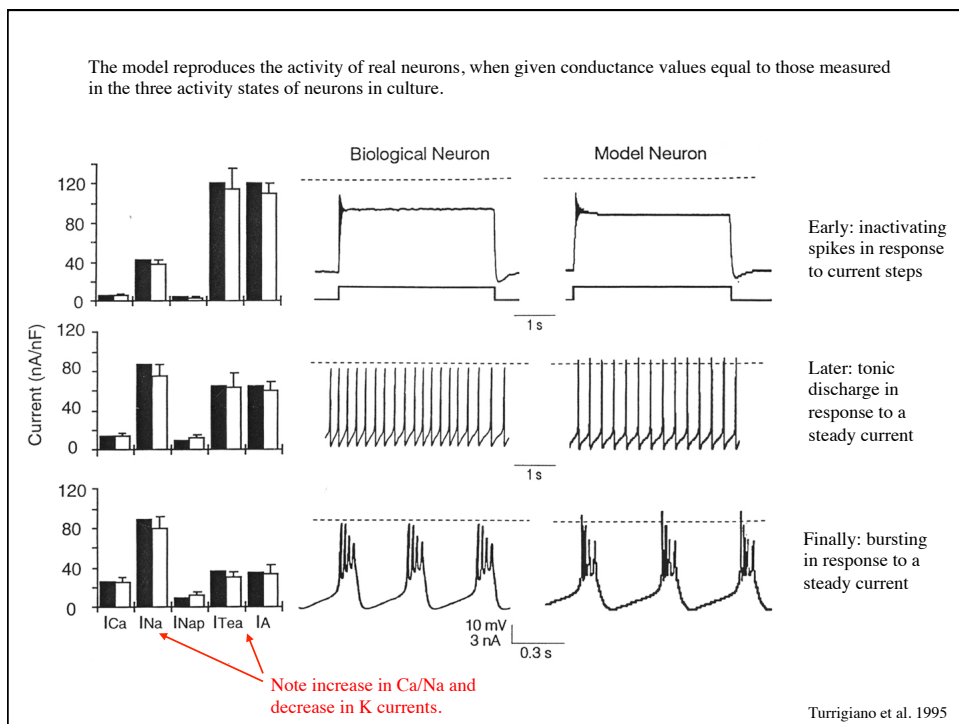 The model reproduces the activity of real neurons, when given conductance values equal to those measured
in the three activity states of neurons in culture.
Biological Neuron
Model Neuron
120
80
40
0
1 s
Early: inactivating
spikes in response
to current steps
Current (nA/nF)
120
80
40
0
1 s
Later: tonic
discharge in
response to a
steady current
120
80
40
0
ICa INa INap ITea IA
10 mV
3 nA
0.3 s
Finally: bursting
in response to a
steady current
Note increase in Ca/Na and
decrease in K currents.
Turrigiano et al. 1995